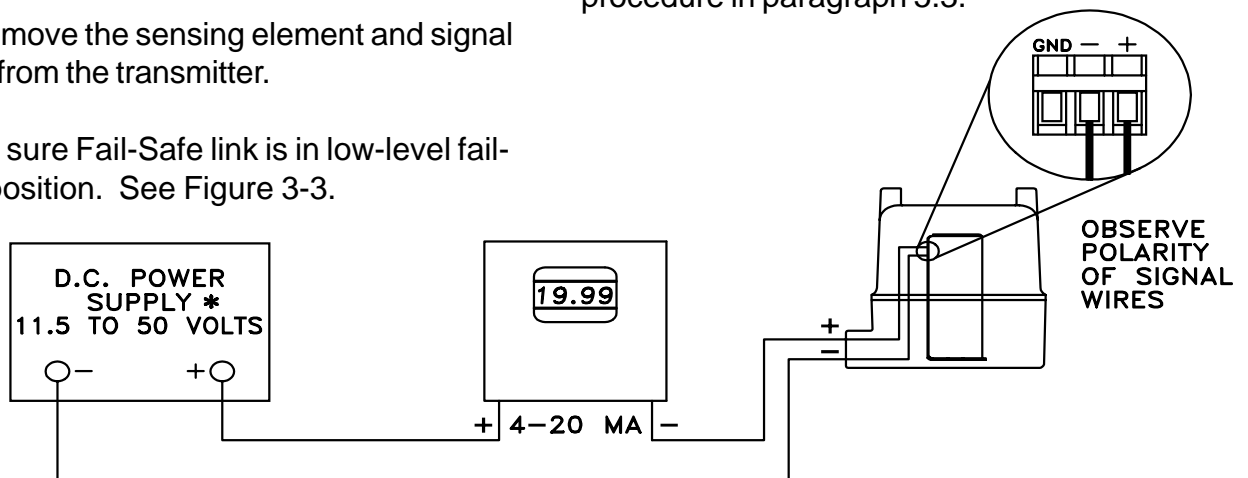 procedure in paragraph 3.3.
move the sensing element and signal
from the transmitter.
sure Fail-Safe link is in low-level fail-
position. See Figure 3-3.
GND − +
OBSERVE
POLARITY
OF SIGNAL
WIRES
D.C. POWER
SUPPLY *
11.5 TO 50 VOLTS
− +
19.99
+ 4−20 MA −
+
−